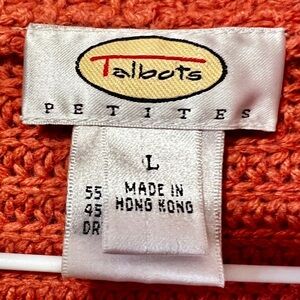 Talbots
PETITES
L
MADE IN
HONG KONG
55
45
DR